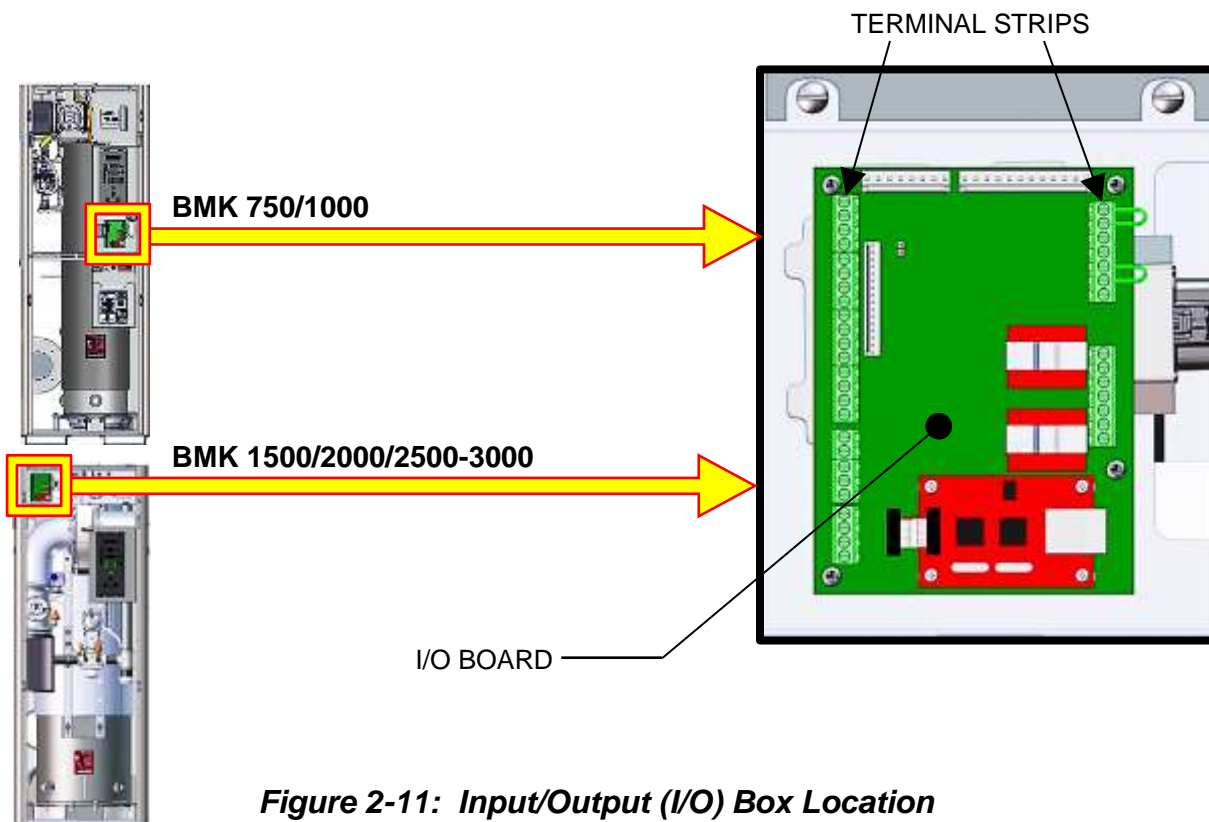 TERMINAL STRIPS
BMK 750/1000
BMK 1500/2000/2500-3000
I/O BOARD
Figure 2-11:  Input/Output (I/O) Box Location